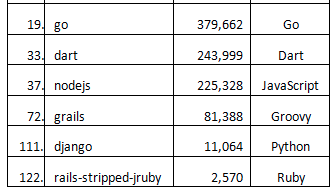 19. go 379,662 Go
33. dart 243,999 Dart
37. nodejs 225,328 JavaScript
72. grails 81,388 Groovy
111. django 11,064 Python
122. rails-stripped-jruby 2,570 Ruby